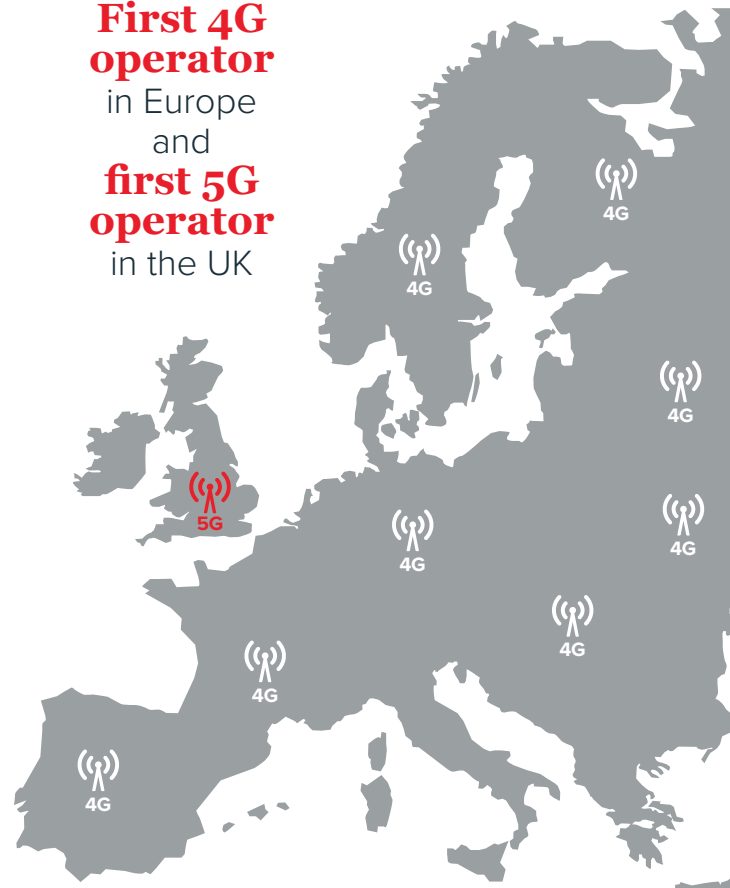 First 4G
operator
in Europe
and
first 5G
operator
in the UK
4G
4G
4G
5G
4G
4G
4G
4G
4G